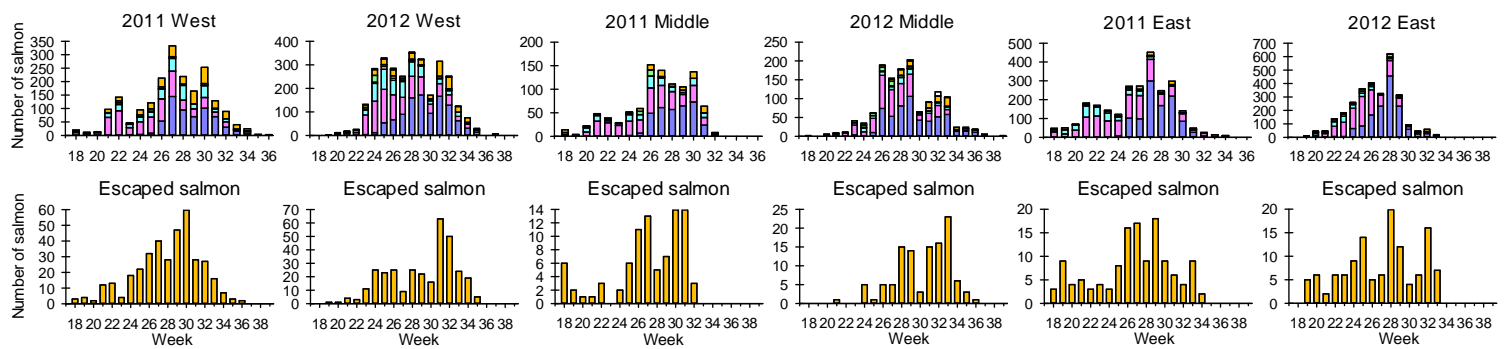 2011 West 2012 West 2011 Middle 2012 Middle 2011 East 2012 East
Number of salmon
350 300 250 200 150 100 50 0
400 300 200 100 0
200 150 100 50 0
250 200 150 100 50 0
500 400 300 200 100 0
700 600 500 400 300 200 100 0
18 20 22 24 26 28 30 32 34 36
18 20 22 24 26 28 30 32 34 36 38
18 20 22 24 26 28 30 32 34 36
18 20 22 24 26 28 30 32 34 36 38
18 20 22 24 26 28 30 32 34 36
18 20 22 24 26 28 30 32 34 36 38
Escaped salmon Escaped salmon Escaped salmon Escaped salmon Escaped salmon Escaped salmon
Number of salmon
60 50 40 30 20 10 0
70 60 50 40 30 20 10 0
14 12 10 8 6 4 2 0
25 20 15 10 5 0
20 15 10 5 0
20 15 10 5 0
18 20 22 24 26 28 30 32 34 36 38
18 20 22 24 26 28 30 32 34 36 38
18 20 22 24 26 28 30 32 34 36 38
18 20 22 24 26 28 30 32 34 36 38
18 20 22 24 26 28 30 32 34 36 38
18 20 22 24 26 28 30 32 34 36 38
Week Week Week Week Week Week